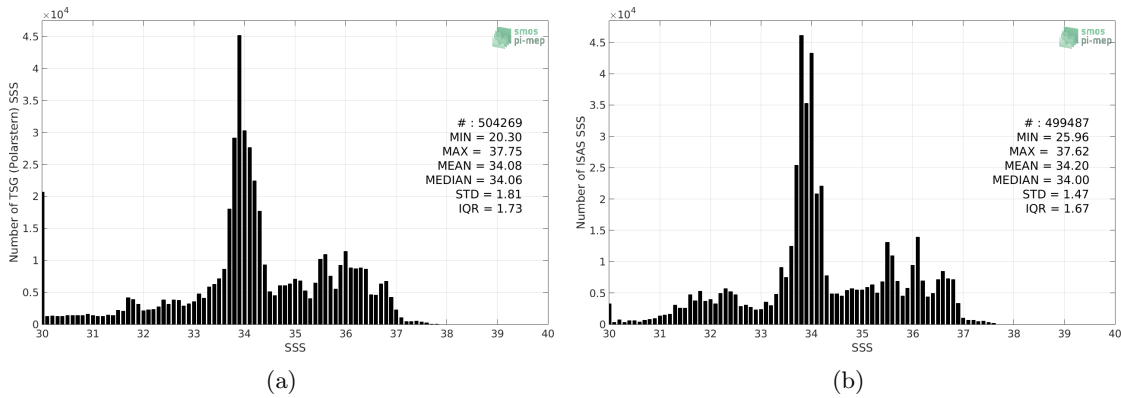 ×10⁴
4.5
4
3.5
3
2.5
2
1.5
1
0.5
0
Number of TSG (Polarstern) SSS
smos
pi-mep
# : 504269
MIN = 20.30
MAX = 37.75
MEAN = 34.08
MEDIAN = 34.06
STD = 1.81
IQR = 1.73
30 31 32 33 34 35 36 37 38 39 40
SSS
(a)
×10⁴
4.5
4
3.5
3
2.5
2
1.5
1
0.5
0
Number of ISAS SSS
smos
pi-mep
# : 499487
MIN = 25.96
MAX = 37.62
MEAN = 34.20
MEDIAN = 34.00
STD = 1.47
IQR = 1.67
30 31 32 33 34 35 36 37 38 39 40
SSS
(b)